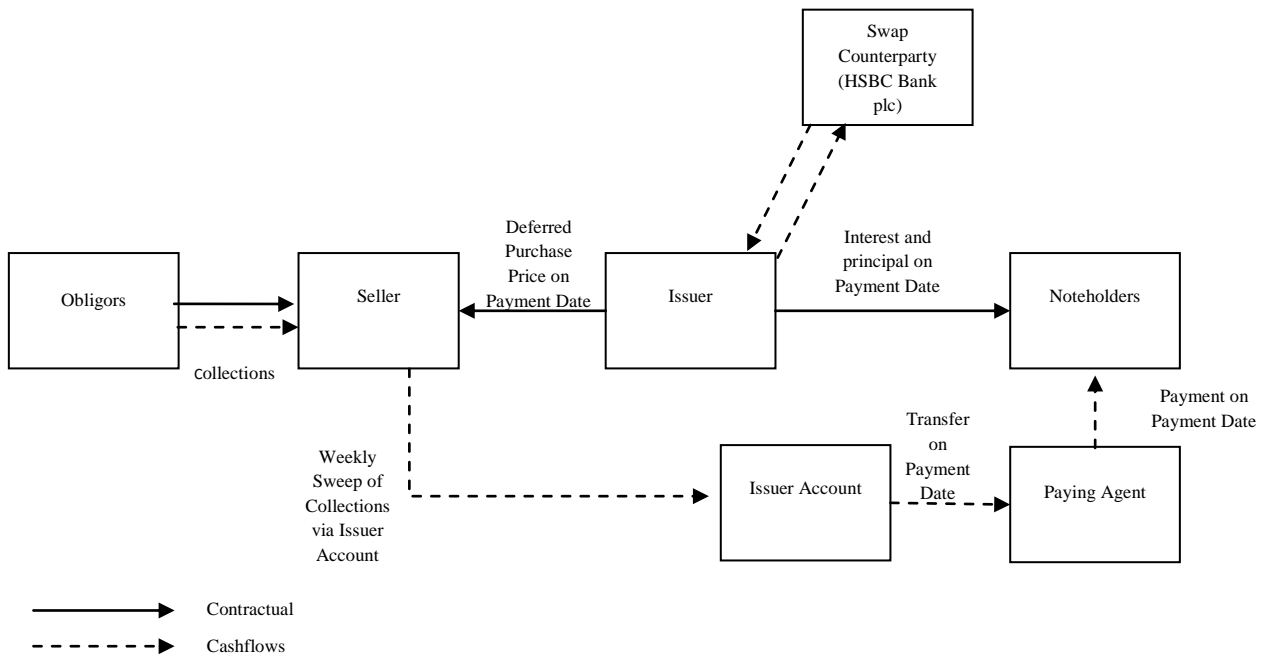 Swap
Counterparty
(HSBC Bank
plc)
Deferred
Purchase
Price on
Payment Date
Interest and
principal on
Payment Date
Obligors
Seller
Issuer
Noteholders
Collections
Payment on
Payment Date
Transfer
on
Payment
Date
Weekly
Sweep of
Collections
via Issuer
Account
Issuer Account
Paying Agent
Contractual
Cashflows